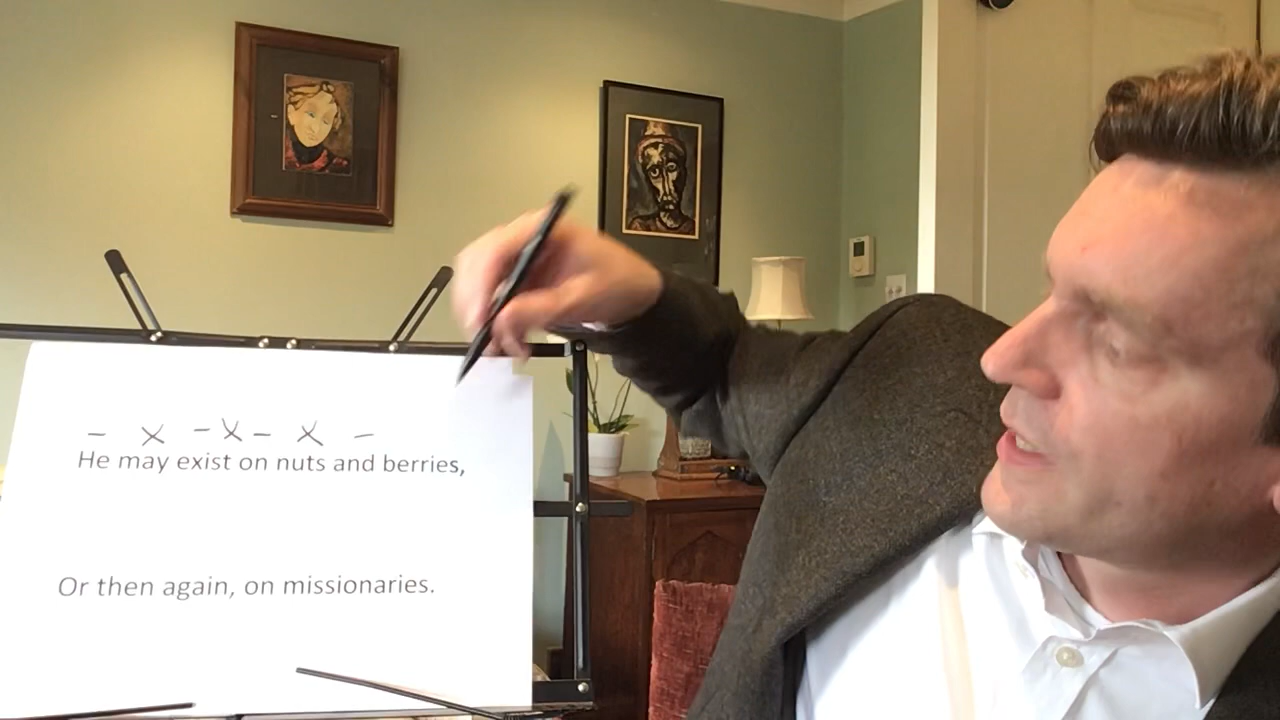 – x – x – x –
He may exist on nuts and berries,
Or then again, on missionaries.